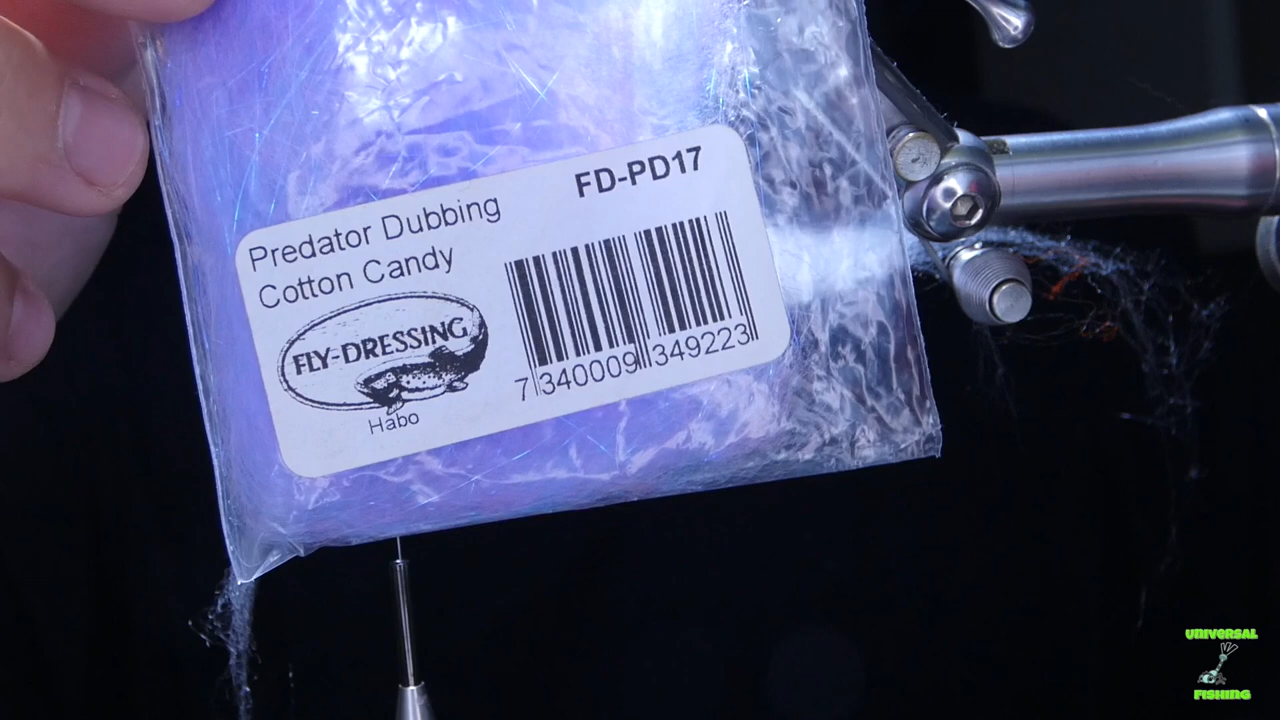 FD-PD17
Predator Dubbing
Cotton Candy
FLY-DRESSING
Habo
7 340009 349223
UNIVERSAL
FISHING